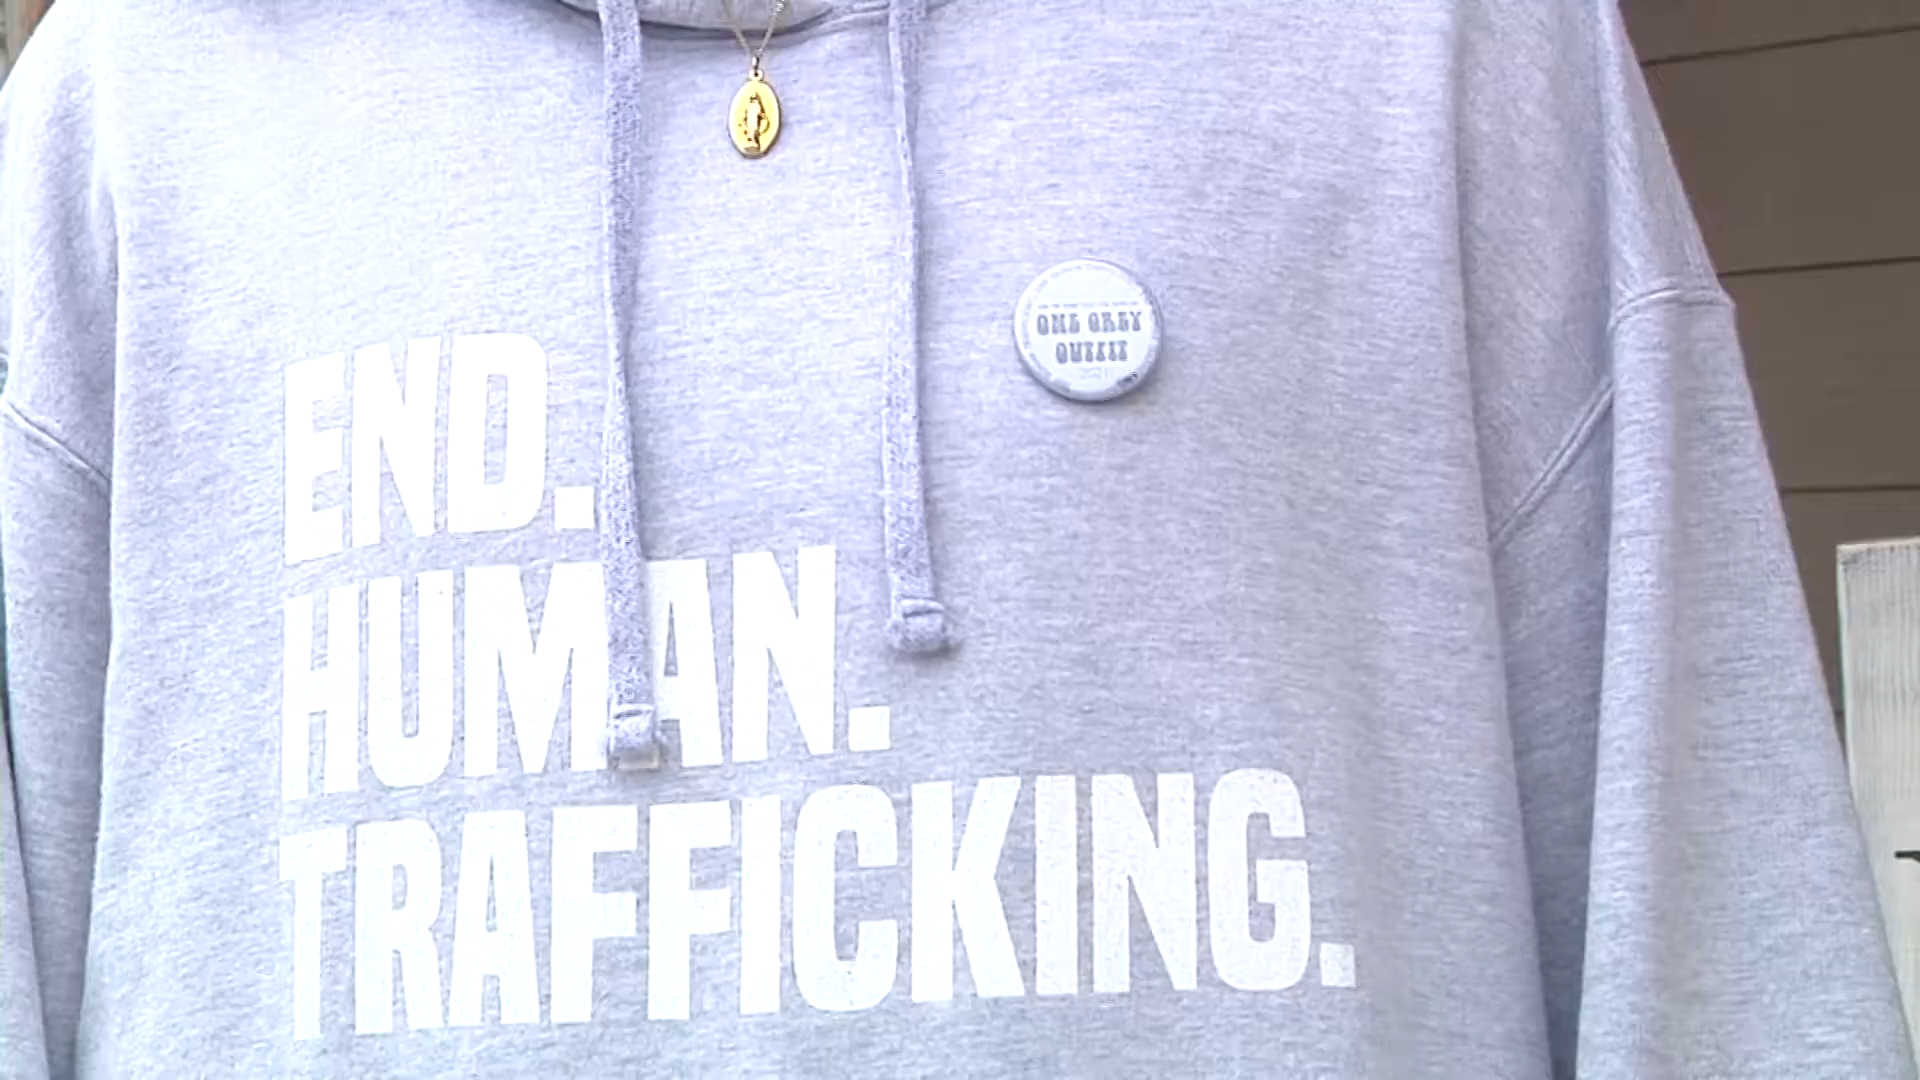 ONE GREY
OUTFIT
END.
HUMAN.
TRAFFICKING.